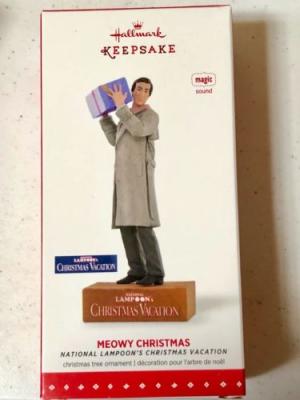 Hallmark
KEEPSAKE
magic
sound
NATIONAL
LAMPOON'S
CHRISTMAS VACATION
NATIONAL
LAMPOON's
CHRISTMAS VACATION
MEOWY CHRISTMAS
NATIONAL LAMPOON'S CHRISTMAS VACATION
christmas tree ornament | décoration pour l'arbre de noël